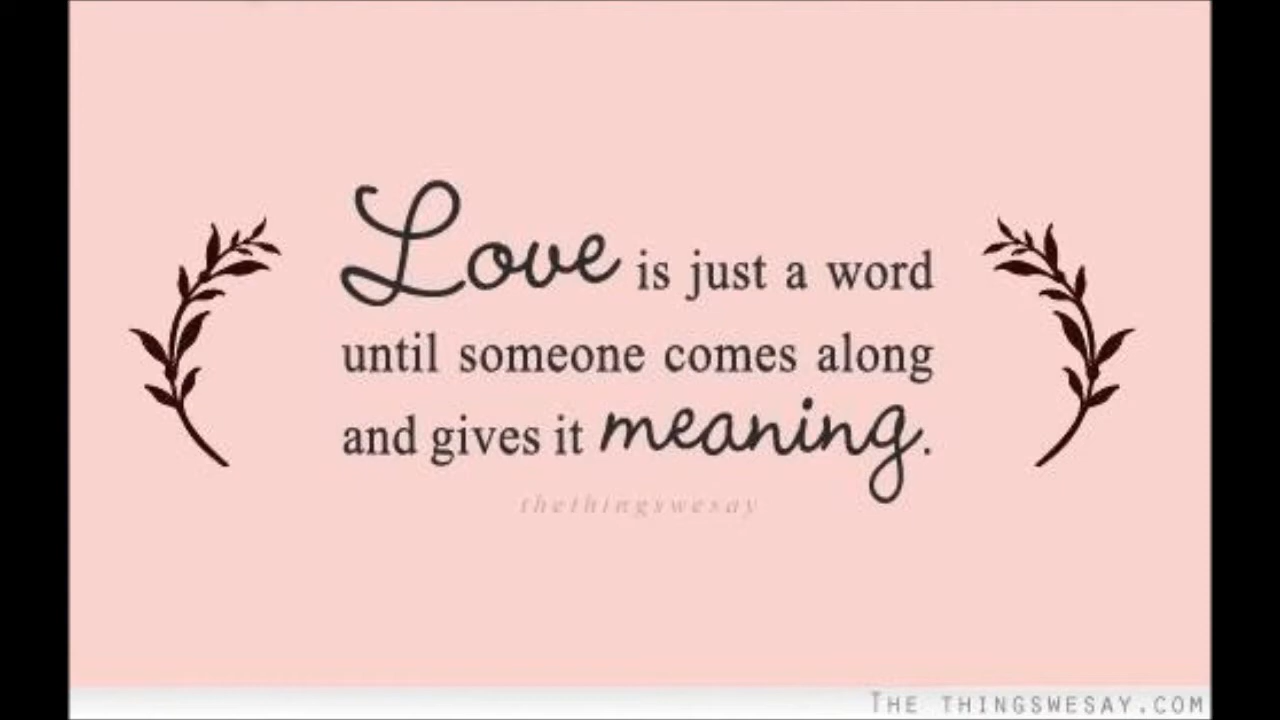 Love is just a word
until someone comes along
and gives it meaning.
thethingswesay
THE THINGSWESAY.COM